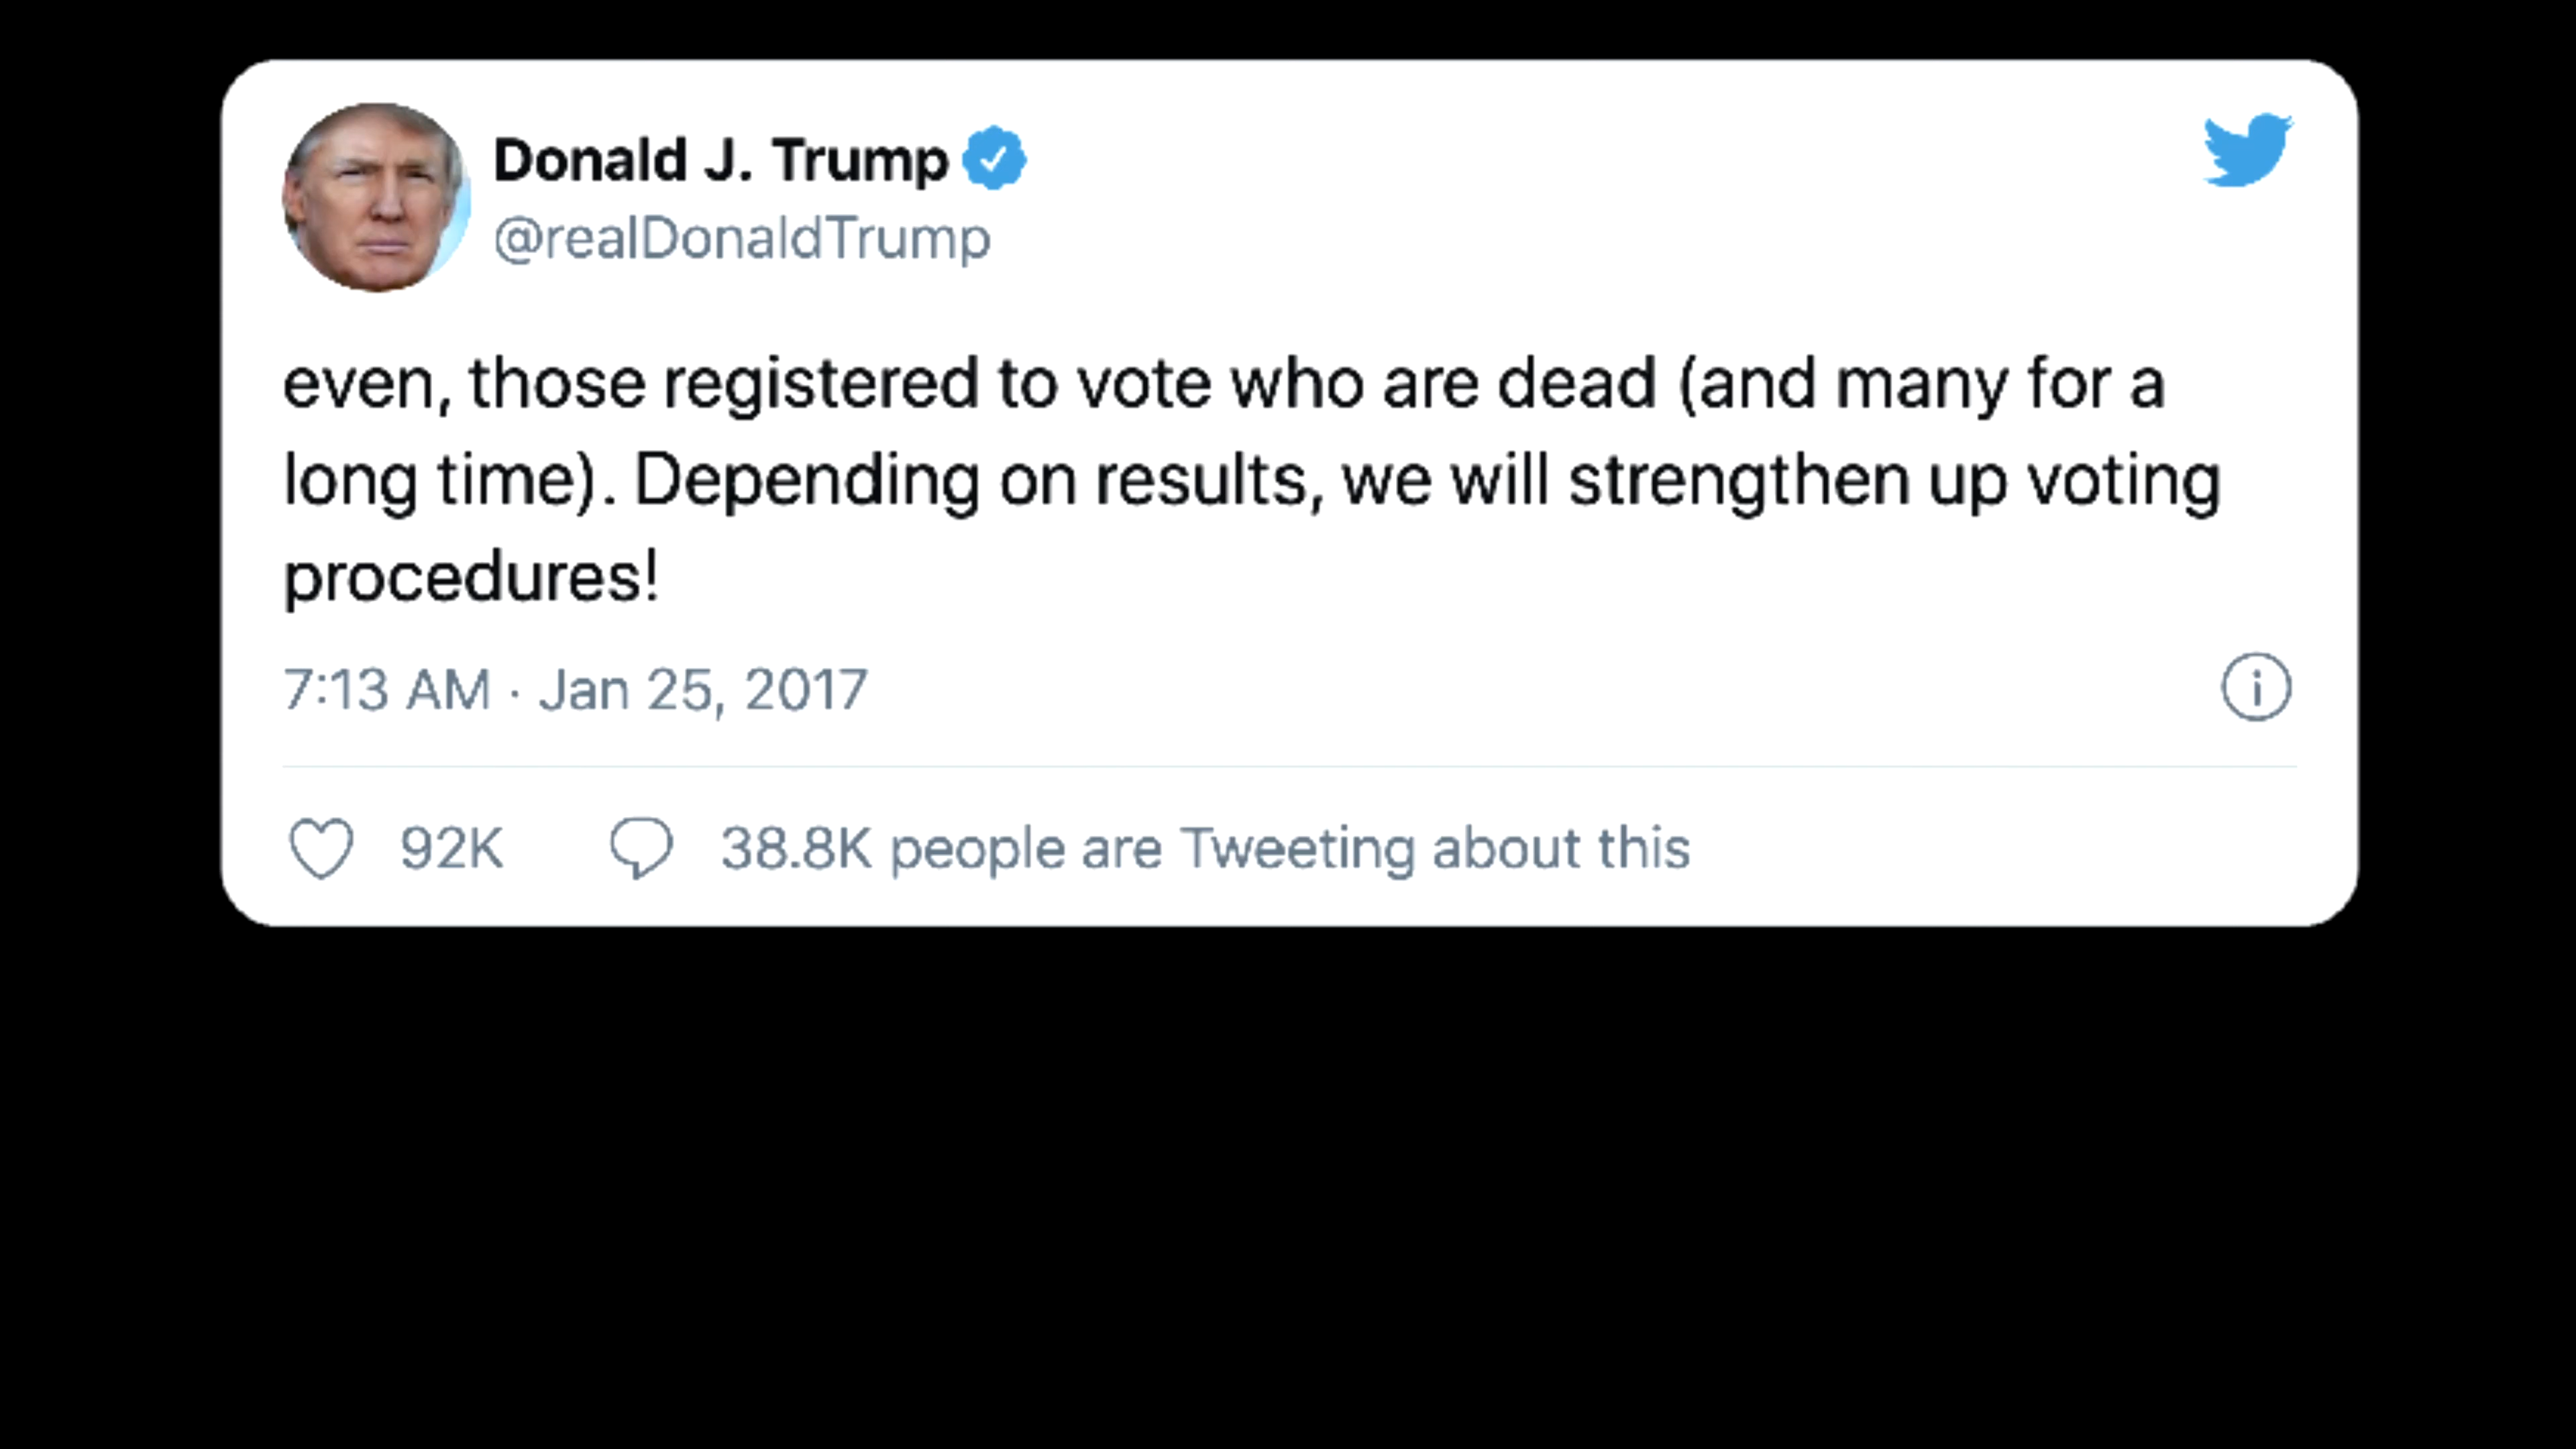 Donald J. Trump
@realDonaldTrump
even, those registered to vote who are dead (and many for a
long time). Depending on results, we will strengthen up voting
procedures!
7:13 AM · Jan 25, 2017
92K 38.8K people are Tweeting about this